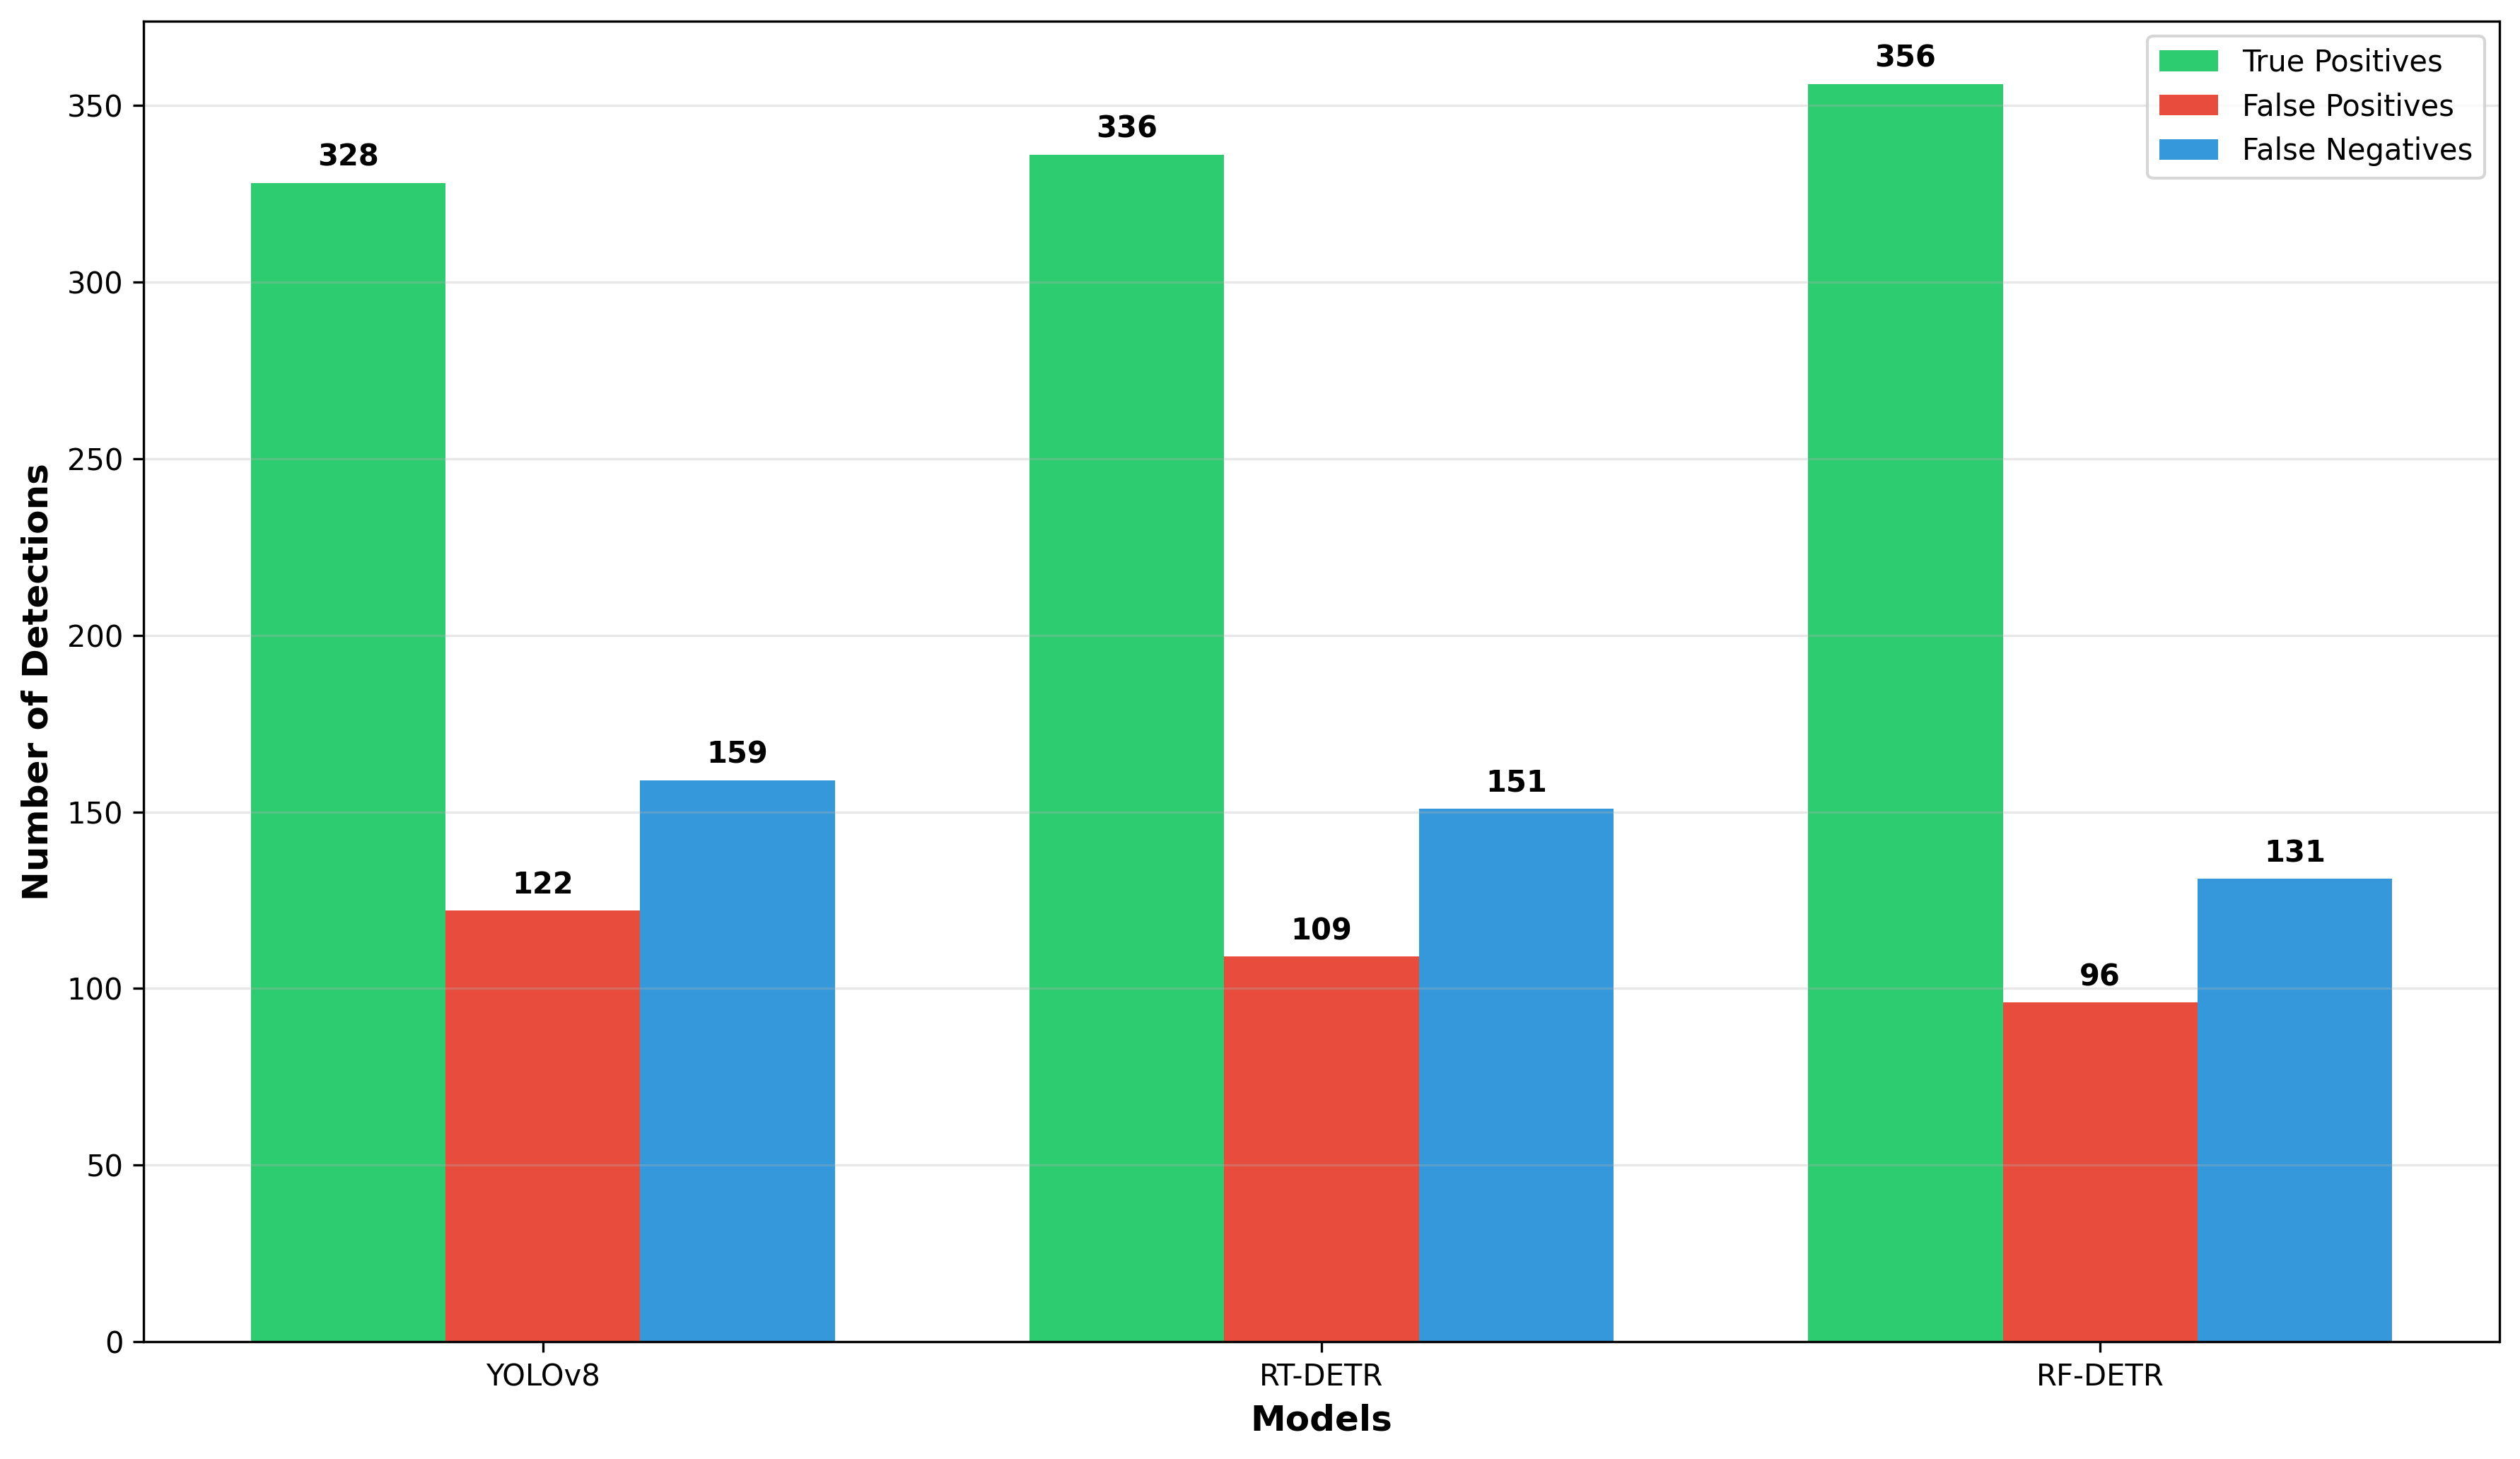 356
True Positives
False Positives
False Negatives
350
336
328
300
250
200
159
151
150
131
122
109
100
96
50
0
Number of Detections
YOLOv8
RT-DETR
RF-DETR
Models